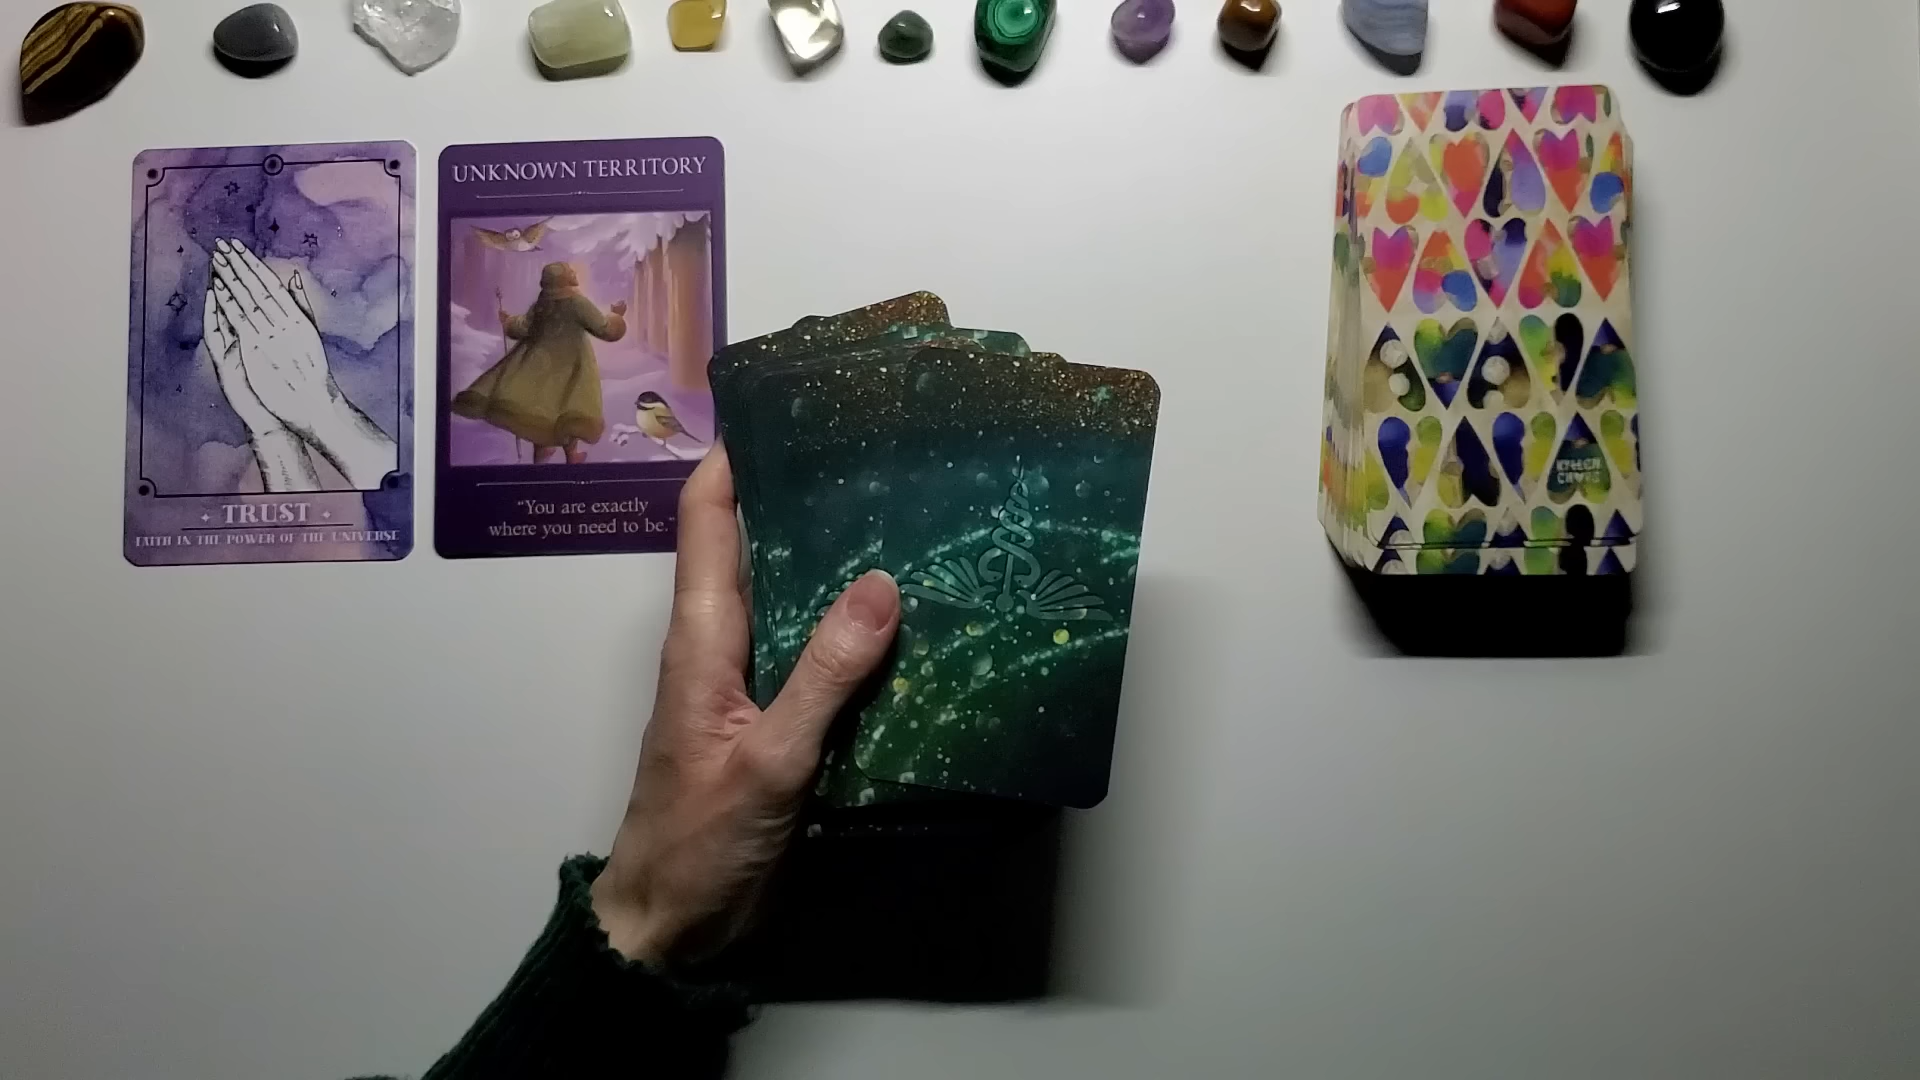 TRUST
FAITH IN THE POWER OF THE UNIVERSE
UNKNOWN TERRITORY
"You are exactly
where you need to be."